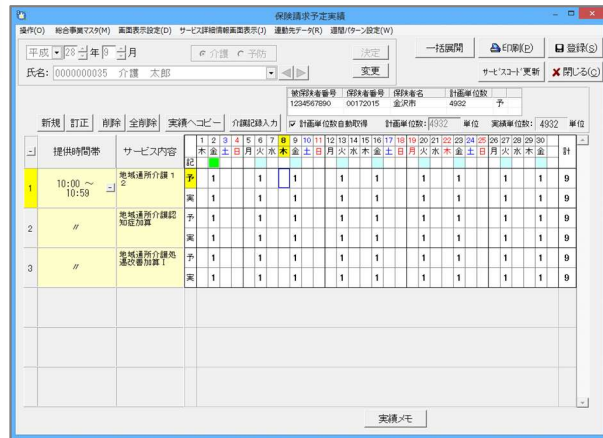 保険請求予定実績
操作(O) 総合事業マスタ(M) 画面表示設定(D) サービス詳細情報画面表示(J) 連動先データ(R) 週間パターン設定(W)
平成 28 年 9 月 介護 予防 決定 一括展開 印刷(P) 登録(S)
氏名: 0000000035 介護 太郎 変更 サービスコード更新 閉じる(C)
被保険者番号 保険者番号 保険者名 計画単位数
1234567890 00172015 金沢市 4932 予
新規 訂正 削除 全削除 実績へコピー 介護記録入力 計画単位数自動取得 計画単位数: 4932 単位 実績単位数: 4932 単位
1 2 3 4 5 6 7 8 9 10 11 12 13 14 15 16 17 18 19 20 21 22 23 24 25 26 27 28 29 30
- 提供時間帯 サービス内容 木 金 土 日 月 火 水 木 金 土 日 月 火 水 木 金 土 日 月 火 水 木 金 土 日 月 火 水 木 金 計
記
1 10:00 ~ 10:59 - 地域通所介護12 予 1 1 1 1 1 1 1 1 1 9
実 1 1 1 1 1 1 1 1 1 9
2 〃 地域通所介護認知症加算 予 1 1 1 1 1 1 1 1 1 9
実 1 1 1 1 1 1 1 1 1 9
3 〃 地域通所介護処遇改善加算Ⅰ 予 1 1 1 1 1 1 1 1 1 9
実 1 1 1 1 1 1 1 1 1 9
実績メモ